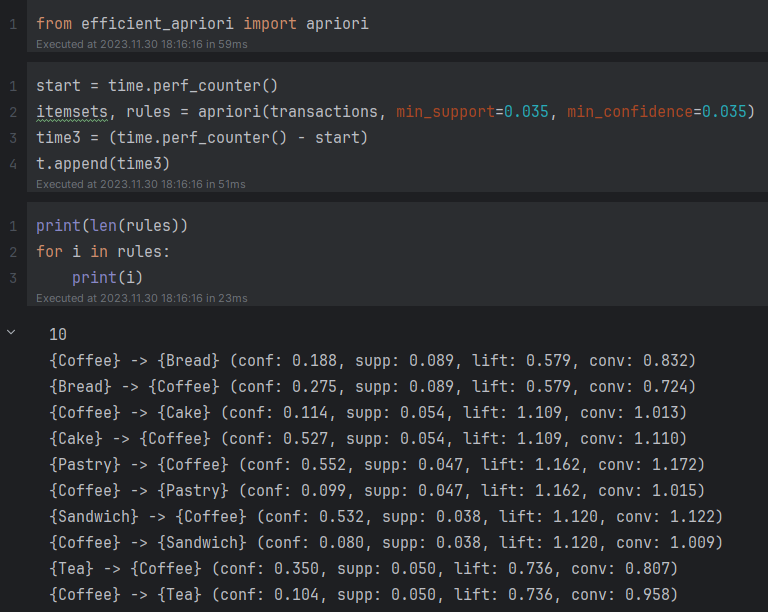 1 from efficient_apriori import apriori
Executed at 2023.11.30 18:16:16 in 59ms
1 start = time.perf_counter()
2 itemsets, rules = apriori(transactions, min_support=0.035, min_confidence=0.035)
3 time3 = (time.perf_counter() - start)
4 t.append(time3)
Executed at 2023.11.30 18:16:16 in 51ms
1 print(len(rules))
2 for i in rules:
3     print(i)
Executed at 2023.11.30 18:16:16 in 23ms
10
{Coffee} -> {Bread} (conf: 0.188, supp: 0.089, lift: 0.579, conv: 0.832)
{Bread} -> {Coffee} (conf: 0.275, supp: 0.089, lift: 0.579, conv: 0.724)
{Coffee} -> {Cake} (conf: 0.114, supp: 0.054, lift: 1.109, conv: 1.013)
{Cake} -> {Coffee} (conf: 0.527, supp: 0.054, lift: 1.109, conv: 1.110)
{Pastry} -> {Coffee} (conf: 0.552, supp: 0.047, lift: 1.162, conv: 1.172)
{Coffee} -> {Pastry} (conf: 0.099, supp: 0.047, lift: 1.162, conv: 1.015)
{Sandwich} -> {Coffee} (conf: 0.532, supp: 0.038, lift: 1.120, conv: 1.122)
{Coffee} -> {Sandwich} (conf: 0.080, supp: 0.038, lift: 1.120, conv: 1.009)
{Tea} -> {Coffee} (conf: 0.350, supp: 0.050, lift: 0.736, conv: 0.807)
{Coffee} -> {Tea} (conf: 0.104, supp: 0.050, lift: 0.736, conv: 0.958)